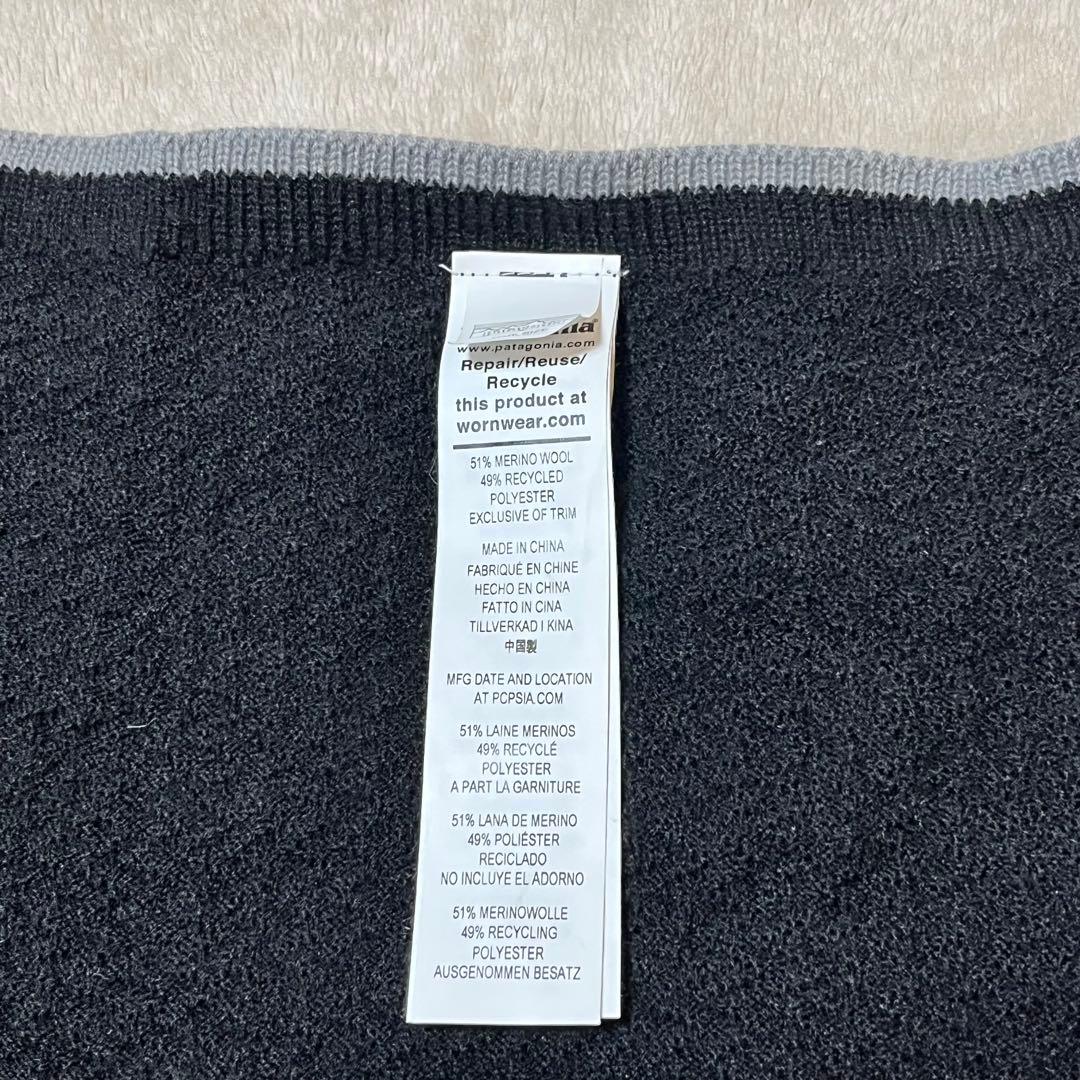 www.patagonia.com
Repair/Reuse/
Recycle
this product at
wornwear.com
51% MERINO WOOL
49% RECYCLED
POLYESTER
EXCLUSIVE OF TRIM
MADE IN CHINA
FABRIQUÉ EN CHINE
HECHO EN CHINA
FATTO IN CINA
TILLVERKAD I KINA
中国製
MFG DATE AND LOCATION
AT PCPSIA.COM
51% LAINE MERINOS
49% RECYCLÉ
POLYESTER
A PART LA GARNITURE
51% LANA DE MERINO
49% POLIÉSTER
RECICLADO
NO INCLUYE EL ADORNO
51% MERINOWOLLE
49% RECYCLING
POLYESTER
AUSGENOMMEN BESATZ